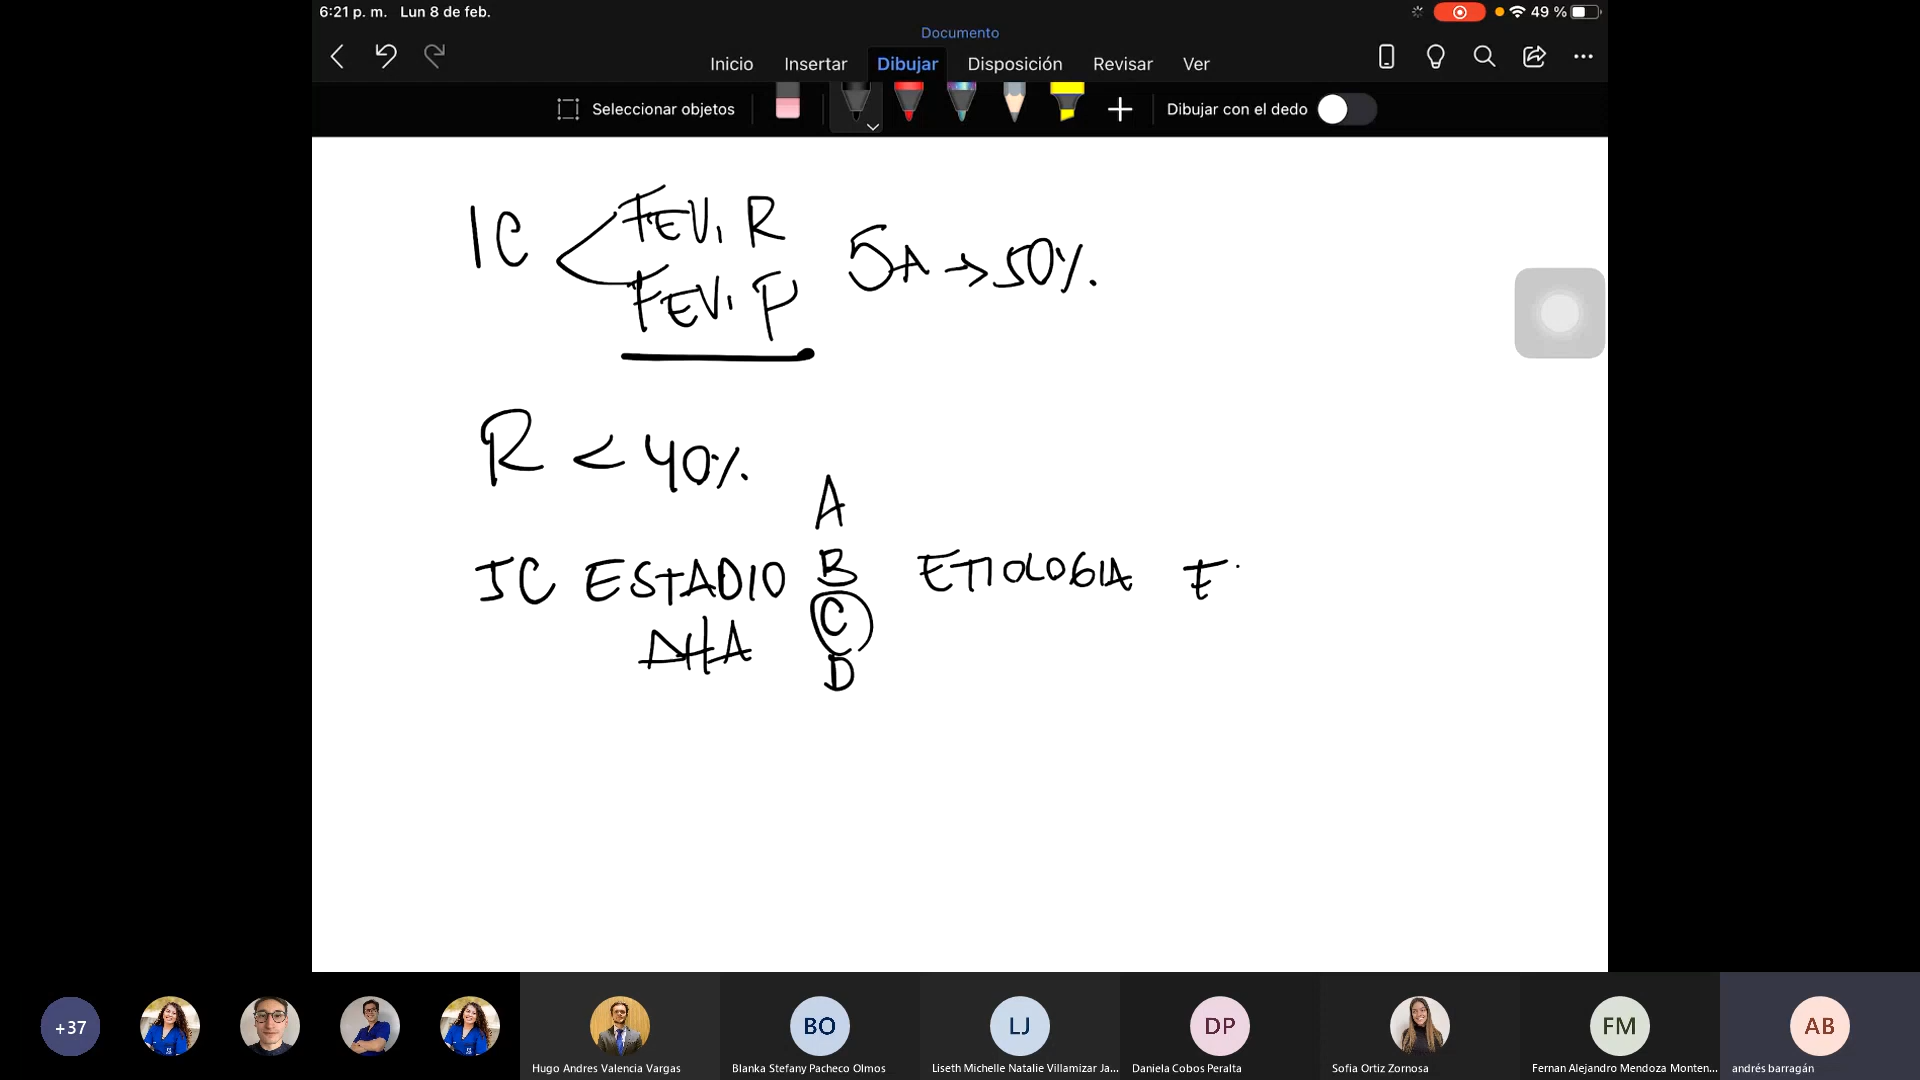 6:21 p. m. Lun 8 de feb. 49 %
Documento
Inicio Insertar Dibujar Disposición Revisar Ver
Seleccionar objetos Dibujar con el dedo
IC FEVI R
FEVI P 5A → 50%
R < 40%
A
IC ESTADIO B ETIOLOGIA E
C
AHA
D
+37 BO LJ DP FM AB
Hugo Andres Valencia Vargas Blanka Stefany Pacheco Olmos Liseth Michelle Natalie Villamizar Ja... Daniela Cobos Peralta Sofia Ortiz Zornosa Fernan Alejandro Mendoza Monten... andrés barragán